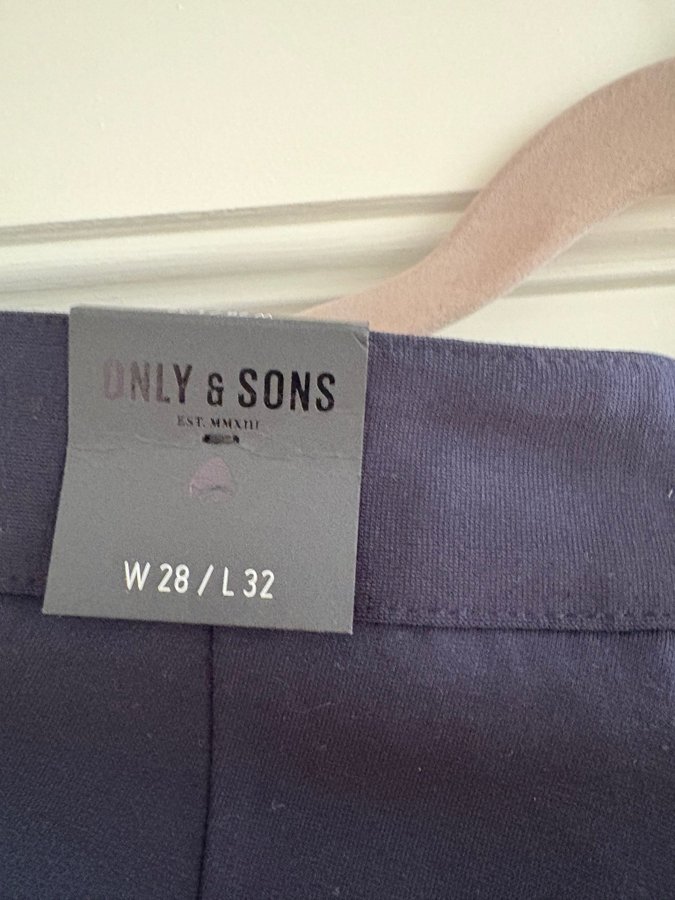 ONLY & SONS
EST. MMXIII
W 28 / L 32